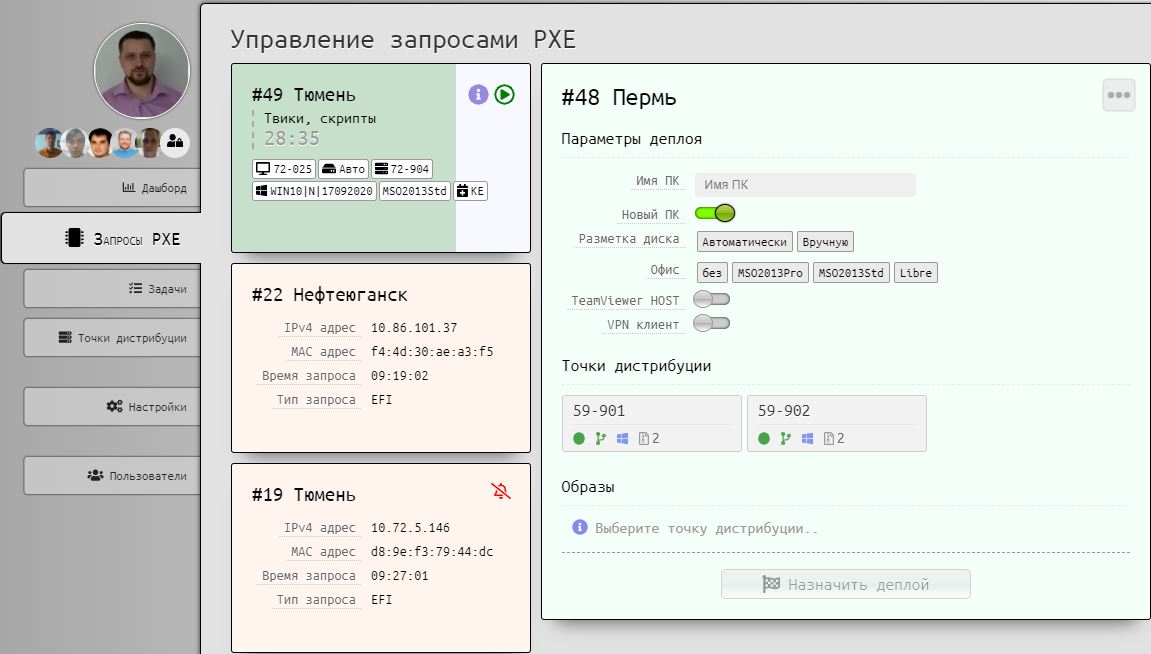 Управление запросами PXE
Дашборд
Запросы PXE
Задачи
Точки дистрибуции
Настройки
Пользователи
#49 Тюмень
Твики, скрипты
28:35
72-025 Авто 72-904
WIN10|N|17092020 MSO2013Std KE
#22 Нефтеюганск
IPv4 адрес 10.86.101.37
MAC адрес f4:4d:30:ae:a3:f5
Время запроса 09:19:02
Тип запроса EFI
#19 Тюмень
IPv4 адрес 10.72.5.146
MAC адрес d8:9e:f3:79:44:dc
Время запроса 09:27:01
Тип запроса EFI
#48 Пермь
Параметры деплоя
Имя ПК Имя ПК
Новый ПК
Разметка диска Автоматически Вручную
Офис без MSO2013Pro MSO2013Std Libre
TeamViewer HOST
VPN клиент
Точки дистрибуции
59-901 59-902
2 2
Образы
Выберите точку дистрибуции..
Назначить деплой